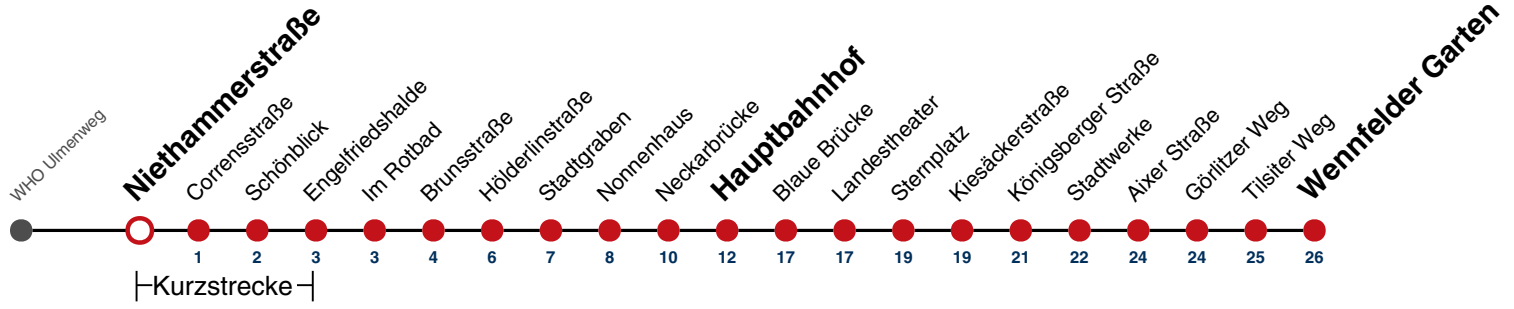 WHO Ulmenweg
Niethammerstraße
Corrensstraße
Schönblick
Engelfriedshalde
Im Rotbad
Brunsstraße
Hölderlinstraße
Stadtgraben
Nonnenhaus
Neckarbrücke
Hauptbahnhof
Blaue Brücke
Landestheater
Sternplatz
Kiesäckerstraße
Königsberger Straße
Stadtwerke
Aixer Straße
Görlitzer Weg
Tilsiter Weg
Wennfelder Garten
1 2 3 3 4 6 7 8 10 12 17 17 19 19 21 22 24 24 25 26
Kurzstrecke